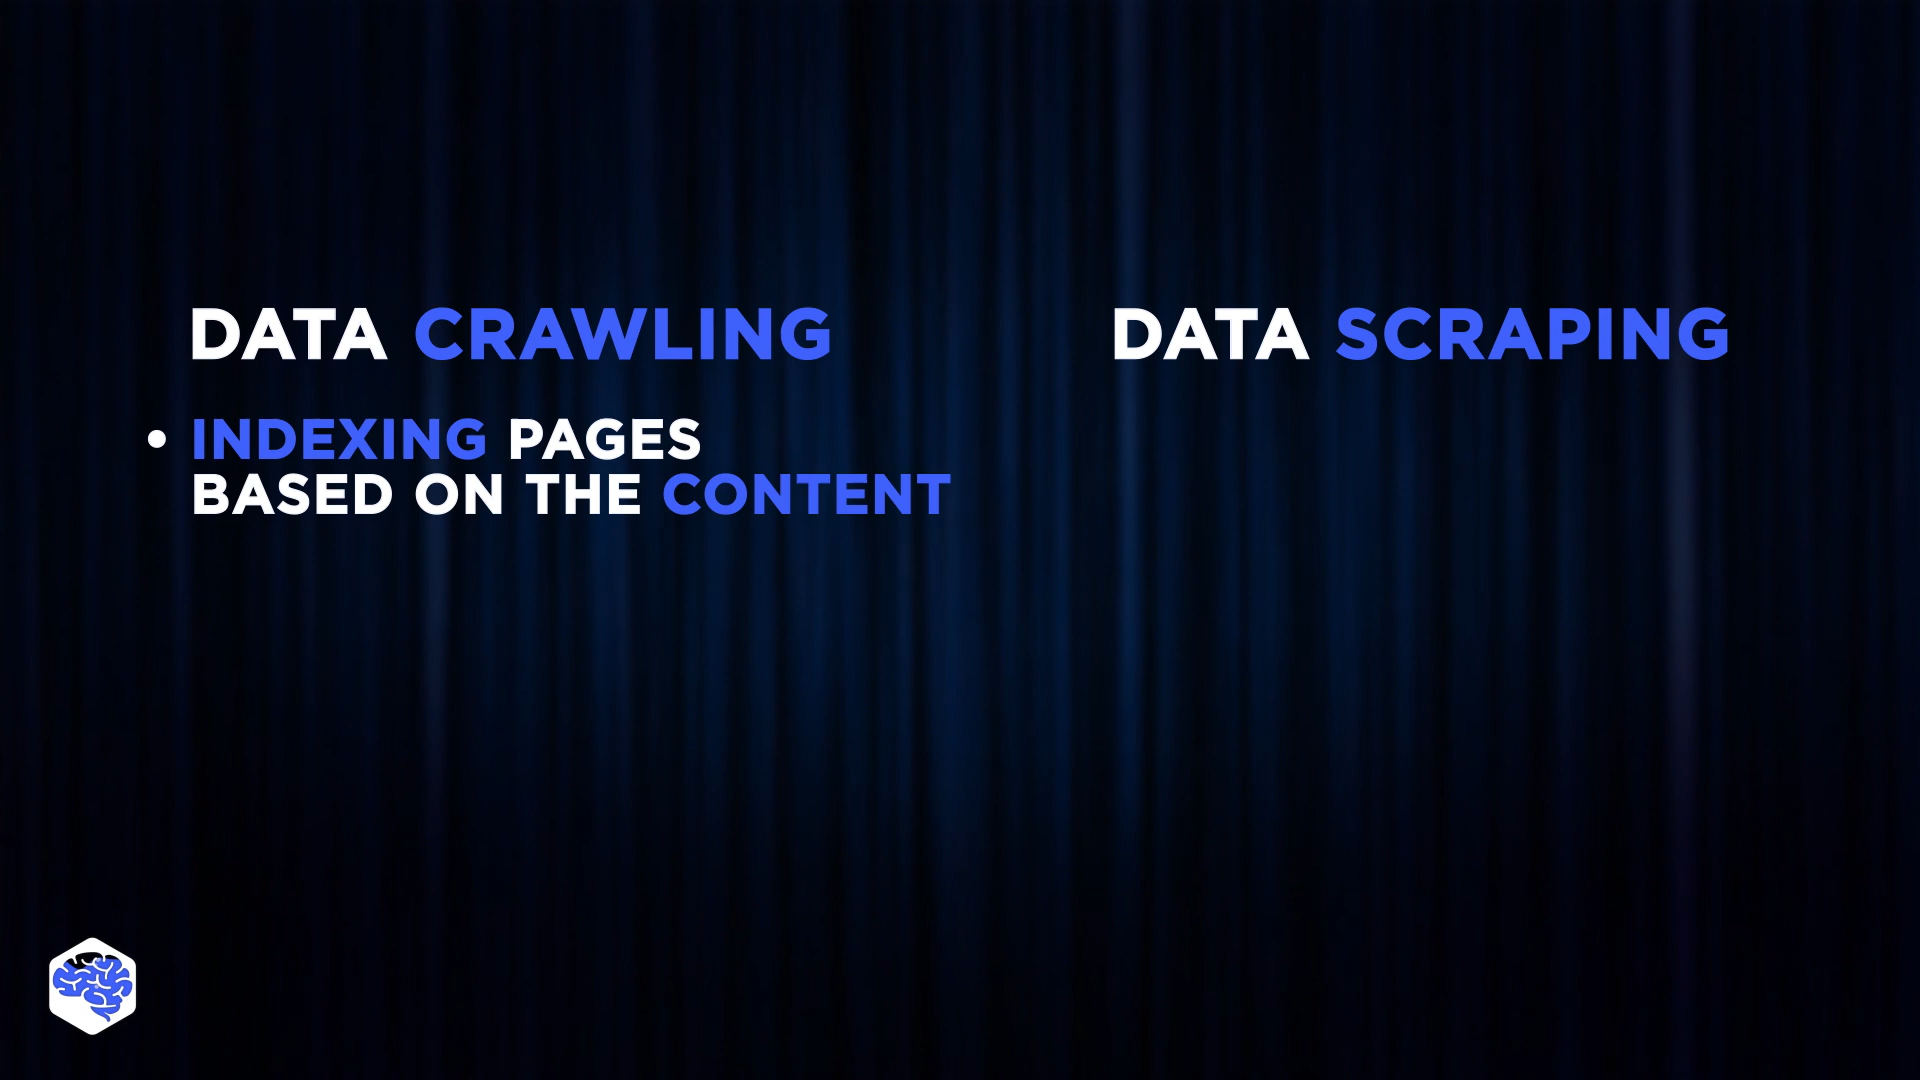 DATA CRAWLING
• INDEXING PAGES
BASED ON THE CONTENT
DATA SCRAPING